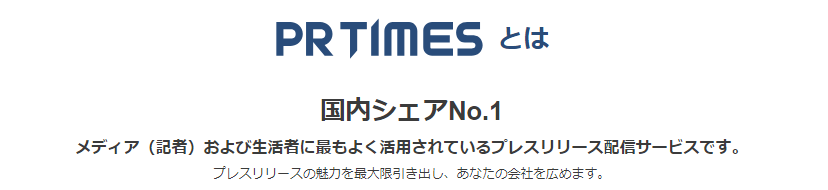 PR TIMES とは
国内シェアNo.1
メディア（記者）および生活者に最もよく活用されているプレスリリース配信サービスです。
プレスリリースの魅力を最大限引き出し、あなたの会社を広めます。